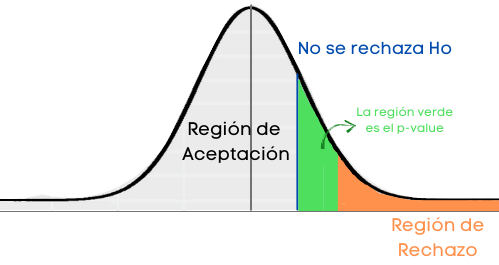 No se rechaza Ho
La región verde
es el p-value
Región de
Aceptación
Región de
Rechazo